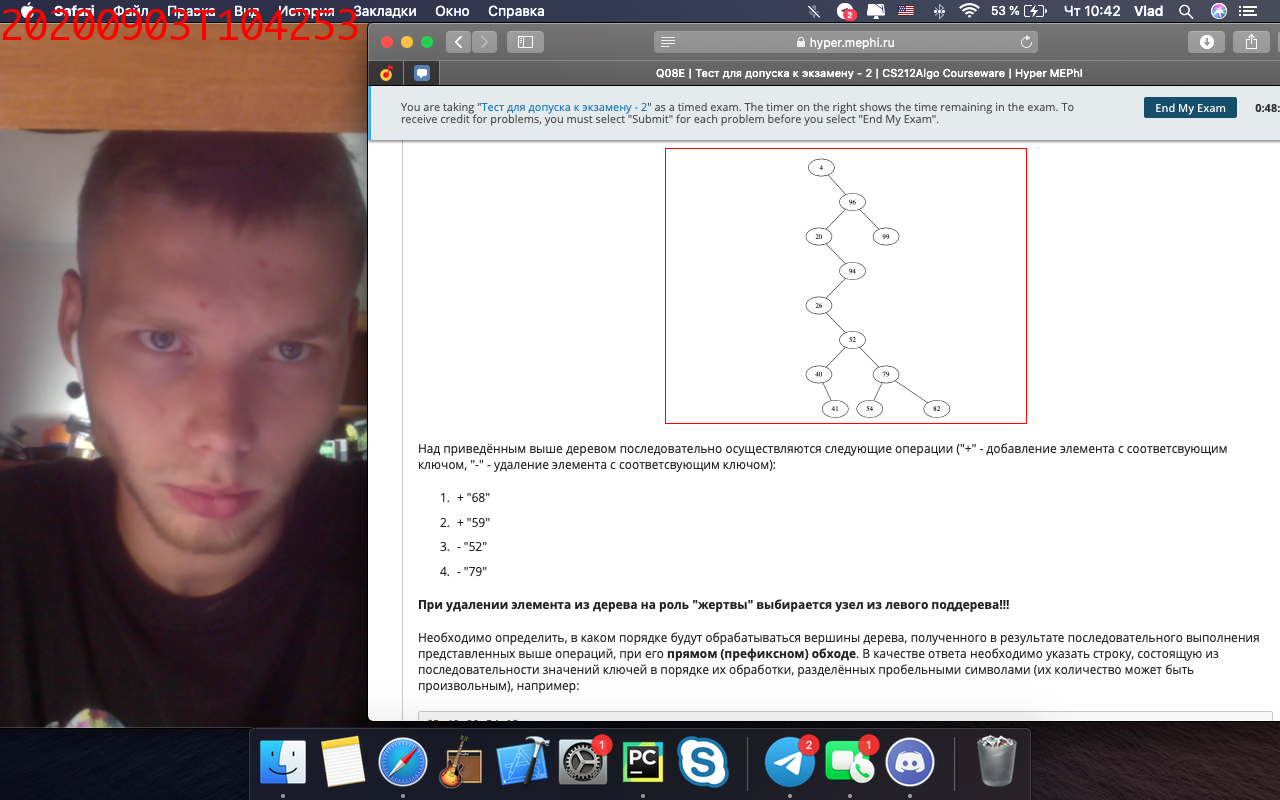 Safari Файл Правка Вид История Закладки Окно Справка 53 % Чт 10:42 Vlad
20200903T104253
2
hyper.mephi.ru
Q08E | Тест для допуска к экзамену - 2 | CS212Algo Courseware | Hyper MEPhI
You are taking "Тест для допуска к экзамену - 2" as a timed exam. The timer on the right shows the time remaining in the exam. To
receive credit for problems, you must select "Submit" for each problem before you select "End My Exam".
End My Exam
0:48:
4
96
20 99
94
26
52
40 79
41 54 82
Над приведённым выше деревом последовательно осуществляются следующие операции ("+" - добавление элемента с соответсвующим
ключом, "-" - удаление элемента с соответсвующим ключом):
1. + "68"
2. + "59"
3. - "52"
4. - "79"
При удалении элемента из дерева на роль "жертвы" выбирается узел из левого поддерева!!!
Необходимо определить, в каком порядке будут обрабатываться вершины дерева, полученного в результате последовательного выполнения
представленных выше операций, при его прямом (префиксном) обходе. В качестве ответа необходимо указать строку, состоящую из
последовательности значений ключей в порядке их обработки, разделённых пробельными символами (их количество может быть
произвольным), например:
1
PC
2
1